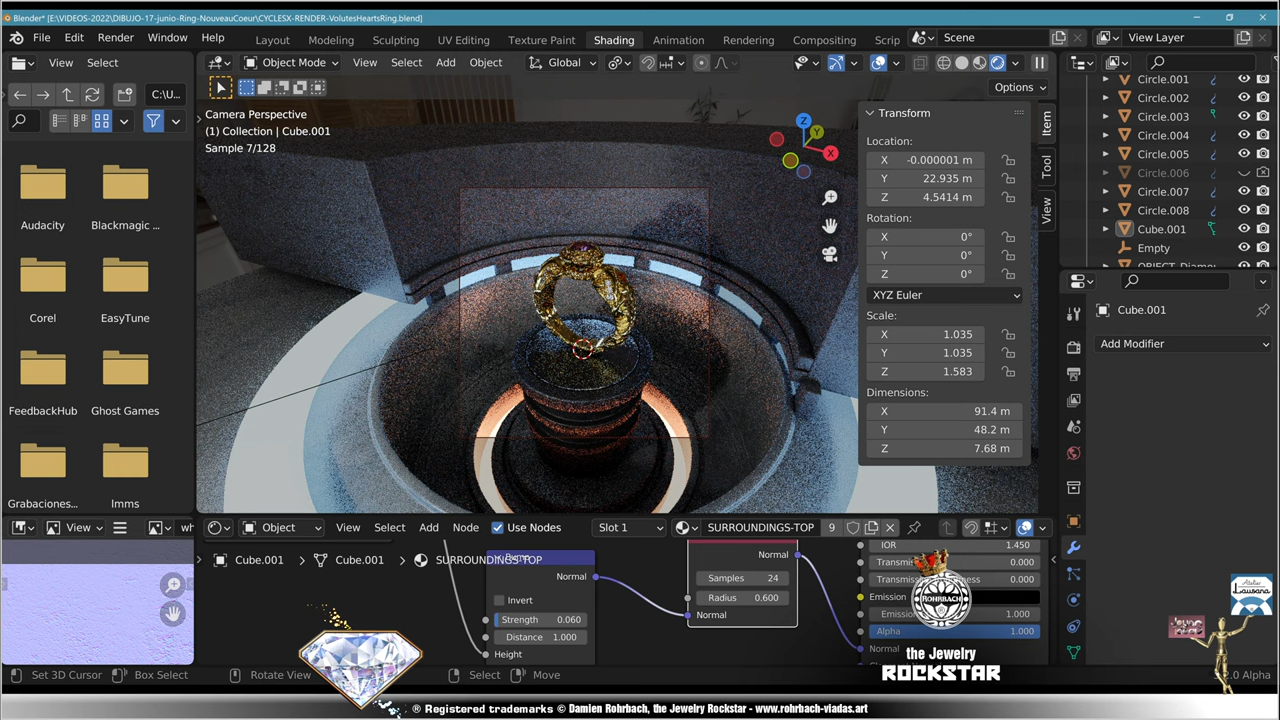 Blender* [E:\VIDEOS-2022\DIBUJO-17-junio-Ring-NouveauCoeur\CYCLESX-RENDER-VolutesHeartsRing.blend]
File Edit Render Window Help
Layout Modeling Sculpting UV Editing Texture Paint Shading Animation Rendering Compositing Scrip
Scene
View Layer
View Select
Object Mode View Select Add Object Global
C:\U...
Options
Camera Perspective
(1) Collection | Cube.001
Sample 7/128
Z
Y
X
Audacity
Blackmagic ...
Corel
EasyTune
FeedbackHub
Ghost Games
Grabaciones...
Imms
Transform
Location:
X -0.000001 m
Y 22.935 m
Z 4.5414 m
Rotation:
X 0°
Y 0°
Z 0°
XYZ Euler
Scale:
X 1.035
Y 1.035
Z 1.583
Dimensions:
X 91.4 m
Y 48.2 m
Z 7.68 m
Item
Tool
View
Circle.001
Circle.002
Circle.003
Circle.004
Circle.005
Circle.006
Circle.007
Circle.008
Cube.001
Empty
Cube.001
Add Modifier
View
wh
Object View Select Add Node Use Nodes Slot 1 SURROUNDINGS-TOP 9
Cube.001 Cube.001 SURROUNDINGS-TOP
Normal
Invert
Strength 0.060
Distance 1.000
Height
Normal
Samples 24
Radius 0.600
Normal
IOR 1.450
Transmis 0.000
0.000
Emission
Emissio 1.000
Alpha 1.000
Normal
ROHRBACH
the Jewelry
ROCKSTAR
Atelier
Lausana
Set 3D Cursor Box Select Rotate View Select Move
.0 Alpha
® Registered trademarks © Damien Rohrbach, the Jewelry Rockstar - www.rohrbach-viadas.art